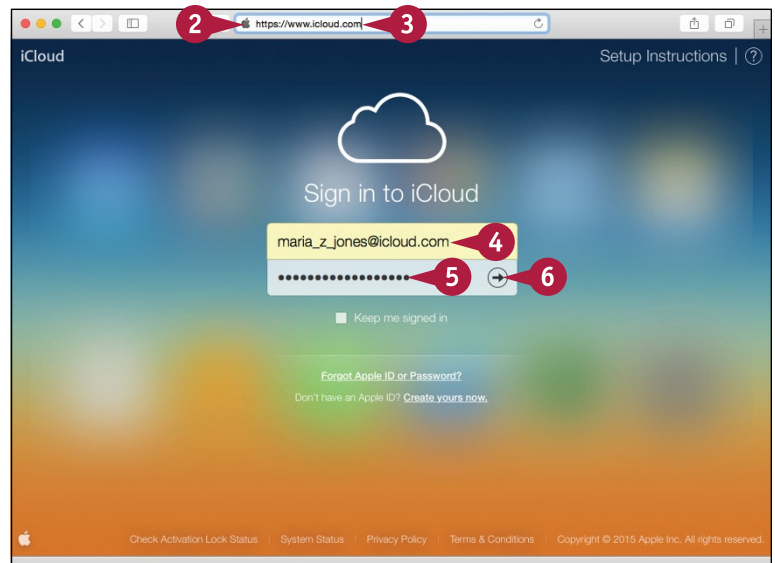 2 https://www.icloud.com 3
iCloud
Setup Instructions | ?
Sign in to iCloud
maria_z_jones@icloud.com 4
••••••••••••••••••• 5 6
Keep me signed in
Forgot Apple ID or Password?
Don't have an Apple ID? Create yours now.
Check Activation Lock Status | System Status | Privacy Policy | Terms & Conditions | Copyright © 2015 Apple Inc. All rights reserved.